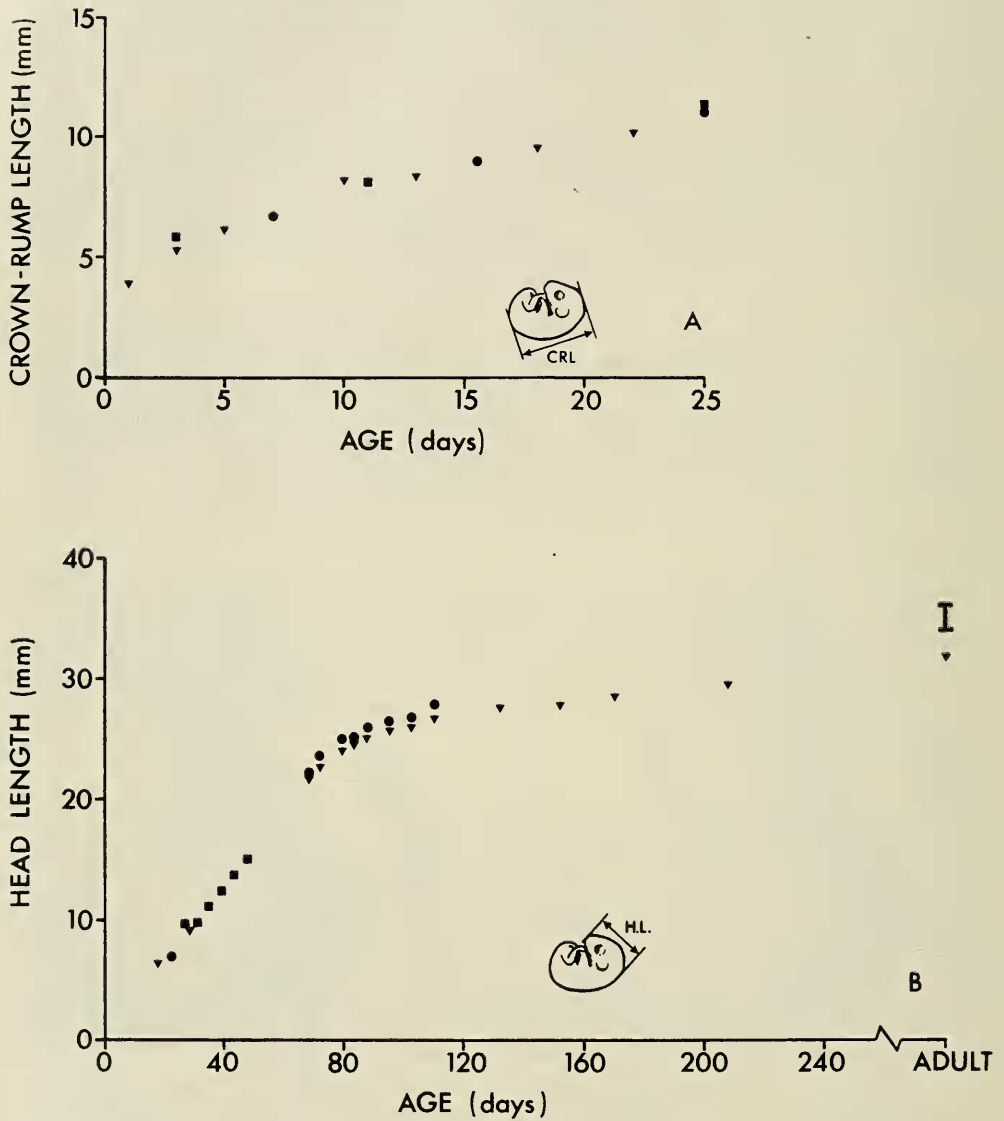 CROWN-RUMP LENGTH (mm)
15
10
5
0
0 5 10 15 20 25
CRL
A
AGE (days)
HEAD LENGTH (mm)
40
30
20
10
0
H.L.
B
0 40 80 120 160 200 240 ADULT
AGE (days)